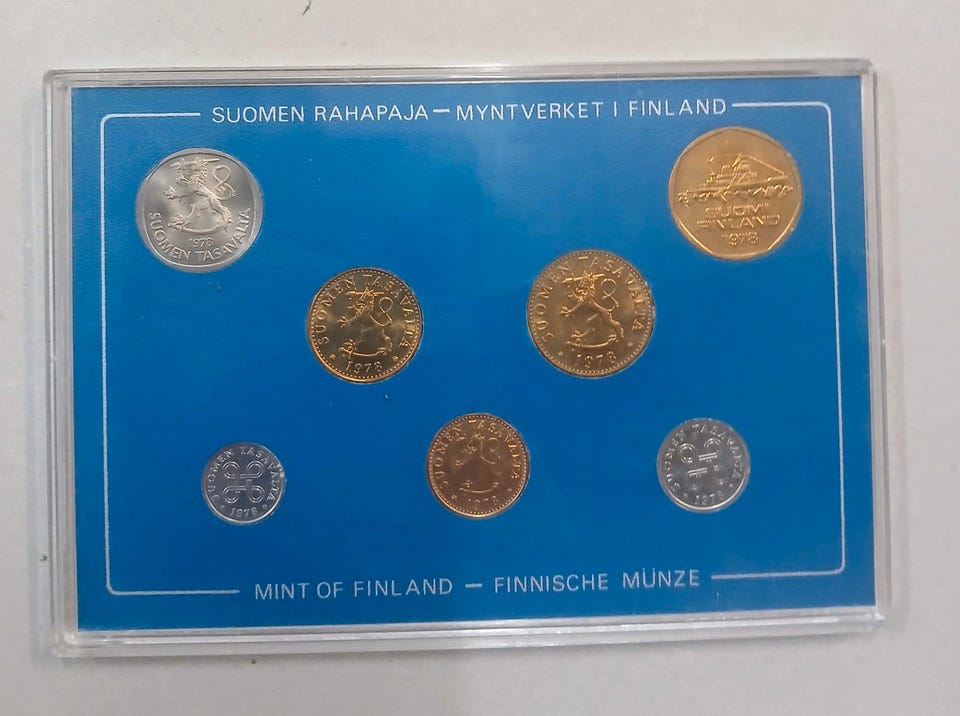 SUOMEN RAHAPAJA — MYNTVERKET I FINLAND
1978
SUOMEN TASAVALTA
SUOMI
FINLAND
1978
SUOMEN TASAVALTA
1978
SUOMEN TASAVALTA
1978
SUOMEN TASAVALTA
1978
SUOMEN TASAVALTA
1978
SUOMEN TASAVALTA
1978
MINT OF FINLAND — FINNISCHE MÜNZE